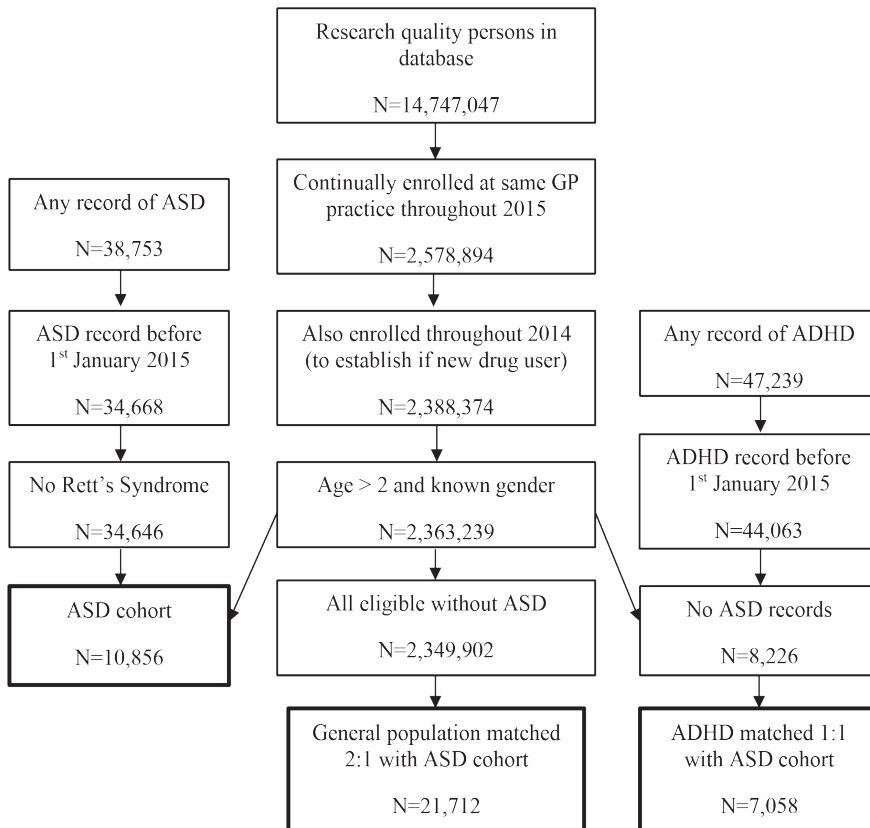 Research quality persons in
database
N=14,747,047
Continually enrolled at same GP
practice throughout 2015
N=2,578,894
Any record of ASD
N=38,753
ASD record before
1st January 2015
N=34,668
Also enrolled throughout 2014
(to establish if new drug user)
N=2,388,374
Any record of ADHD
N=47,239
No Rett's Syndrome
N=34,646
Age > 2 and known gender
N=2,363,239
ADHD record before
1st January 2015
N=44,063
ASD cohort
N=10,856
All eligible without ASD
N=2,349,902
No ASD records
N=8,226
General population matched
2:1 with ASD cohort
N=21,712
ADHD matched 1:1
with ASD cohort
N=7,058